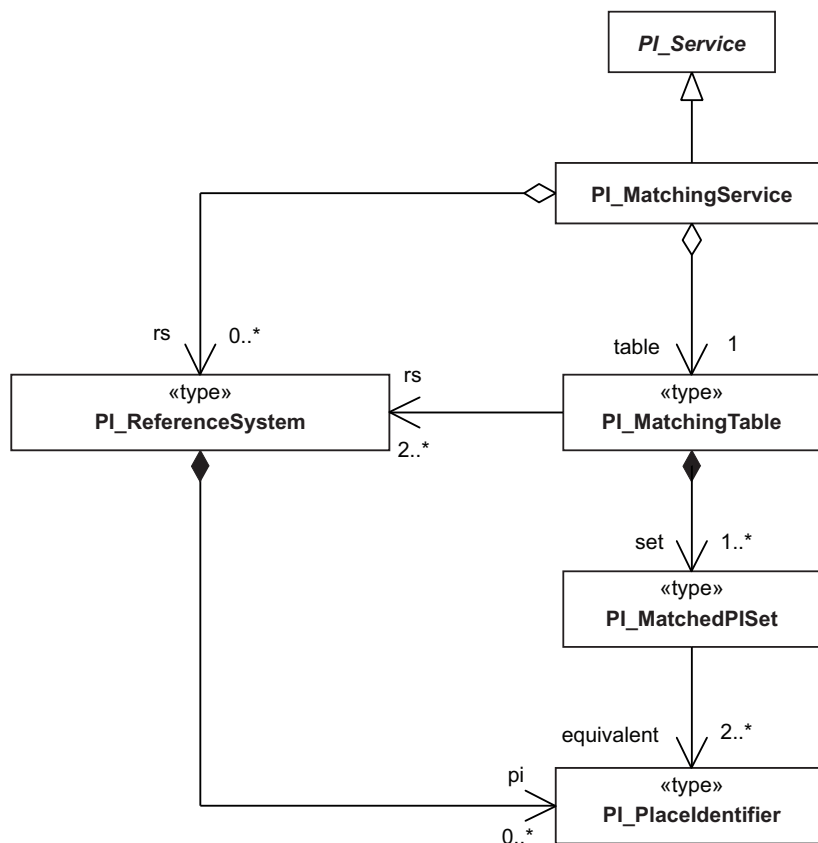 PI_Service
PI_MatchingService
rs
0..*
table
1
«type»
PI_ReferenceSystem
rs
2..*
«type»
PI_MatchingTable
set
1..*
«type»
PI_MatchedPISet
equivalent
2..*
pi
0..*
«type»
PI_PlaceIdentifier